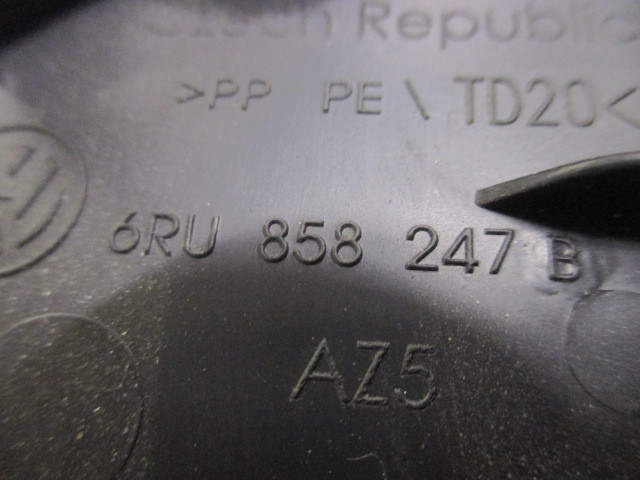 Czech Republic
>PP PE \ TD20<
6RU 858 247 B
AZ5